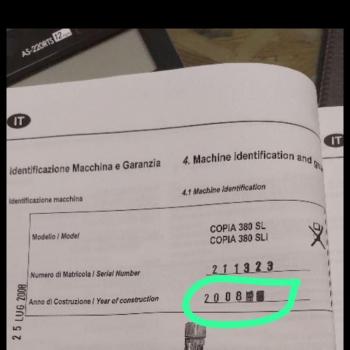 AS-220RTS 12
IT
IT
Identificazione Macchina e Garanzia
4. Machine identification and
Identificazione macchina
4.1 Machine identification
Modello / Model
COPIA 380 SL
COPIA 380 SLi
Numero di Matricola / Serial Number
211323
Anno di Costruzione / Year of construction
2008
25 LUG 2008